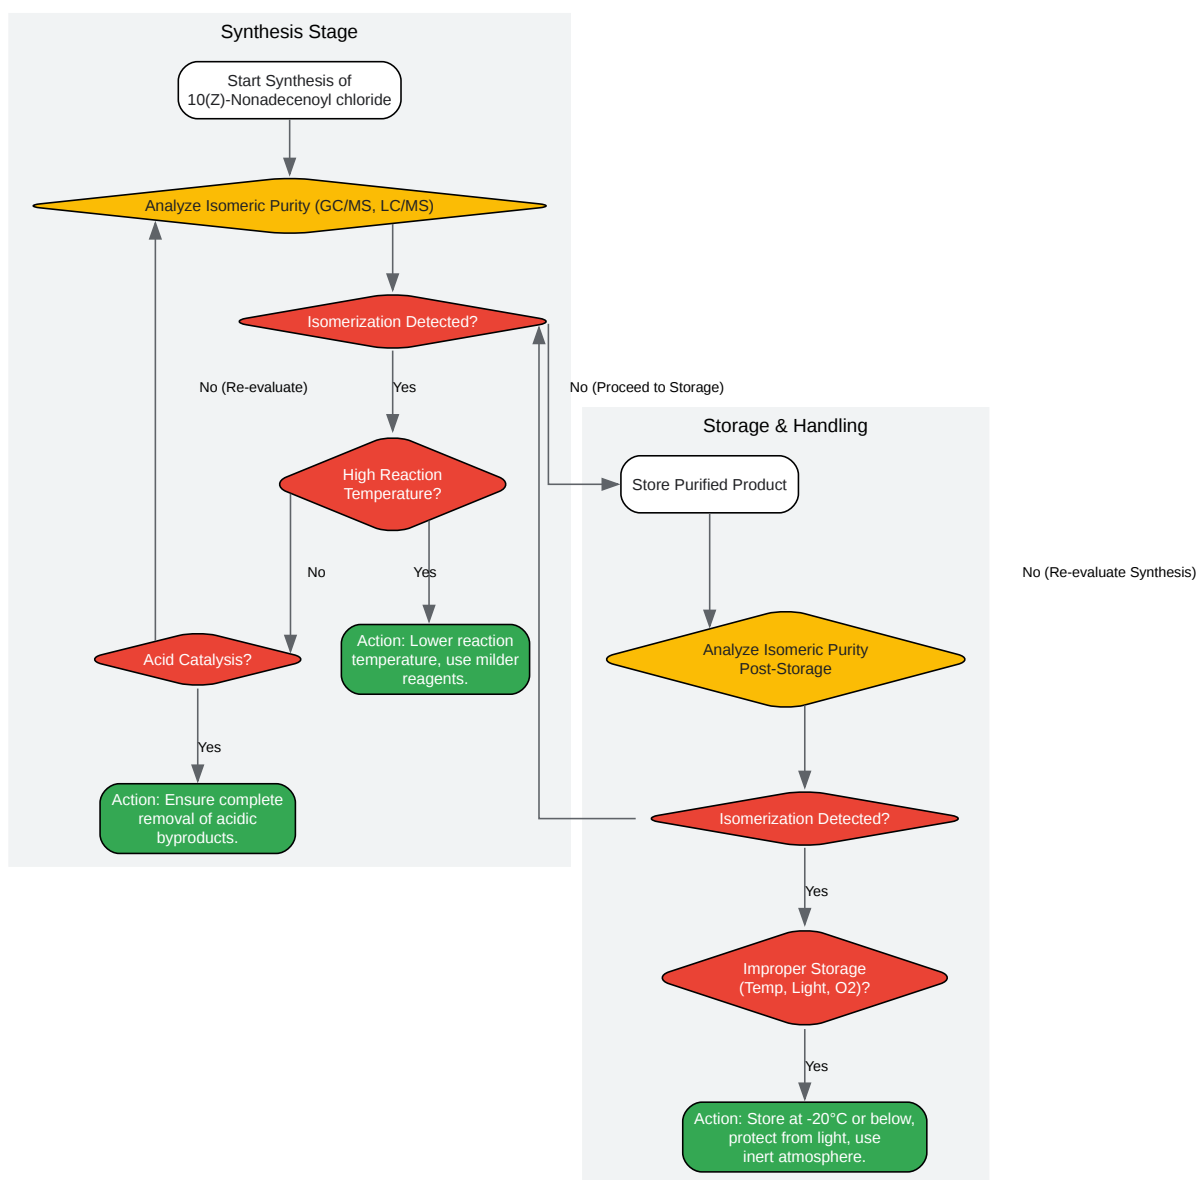 Synthesis Stage
Start Synthesis of
10(Z)-Nonadecenoyl chloride
Analyze Isomeric Purity (GC/MS, LC/MS)
Isomerization Detected?
No (Re-evaluate)
Yes
No (Proceed to Storage)
High Reaction
Temperature?
No
Yes
Acid Catalysis?
Action: Lower reaction
temperature, use milder
reagents.
Yes
Action: Ensure complete
removal of acidic
byproducts.
Storage & Handling
Store Purified Product
No (Re-evaluate Synthesis)
Analyze Isomeric Purity
Post-Storage
Isomerization Detected?
Yes
Improper Storage
(Temp, Light, O2)?
Yes
Action: Store at -20°C or below,
protect from light, use
inert atmosphere.